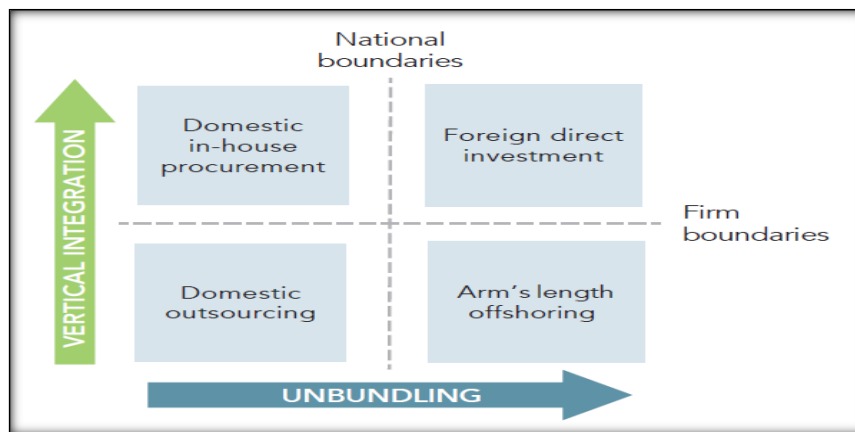 National
boundaries
Domestic
in-house
procurement
Foreign direct
investment
Firm
boundaries
Domestic
outsourcing
Arm's length
offshoring
VERTICAL INTEGRATION
UNBUNDLING